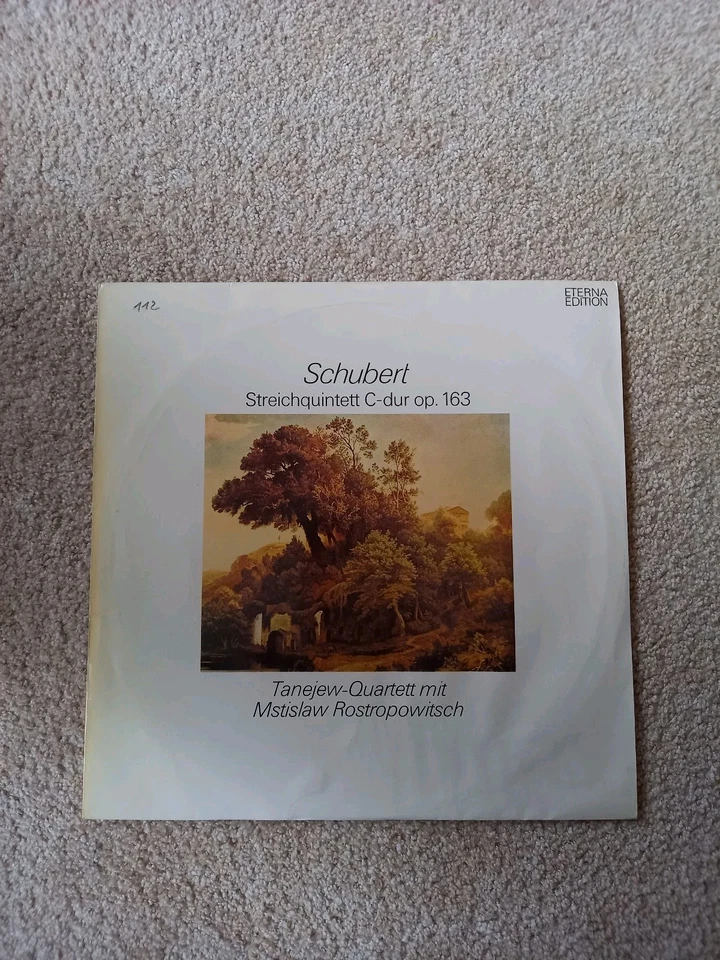 112
ETERNA
EDITION
Schubert
Streichquintett C-dur op. 163
Tanejew-Quartett mit
Mstislaw Rostropowitsch